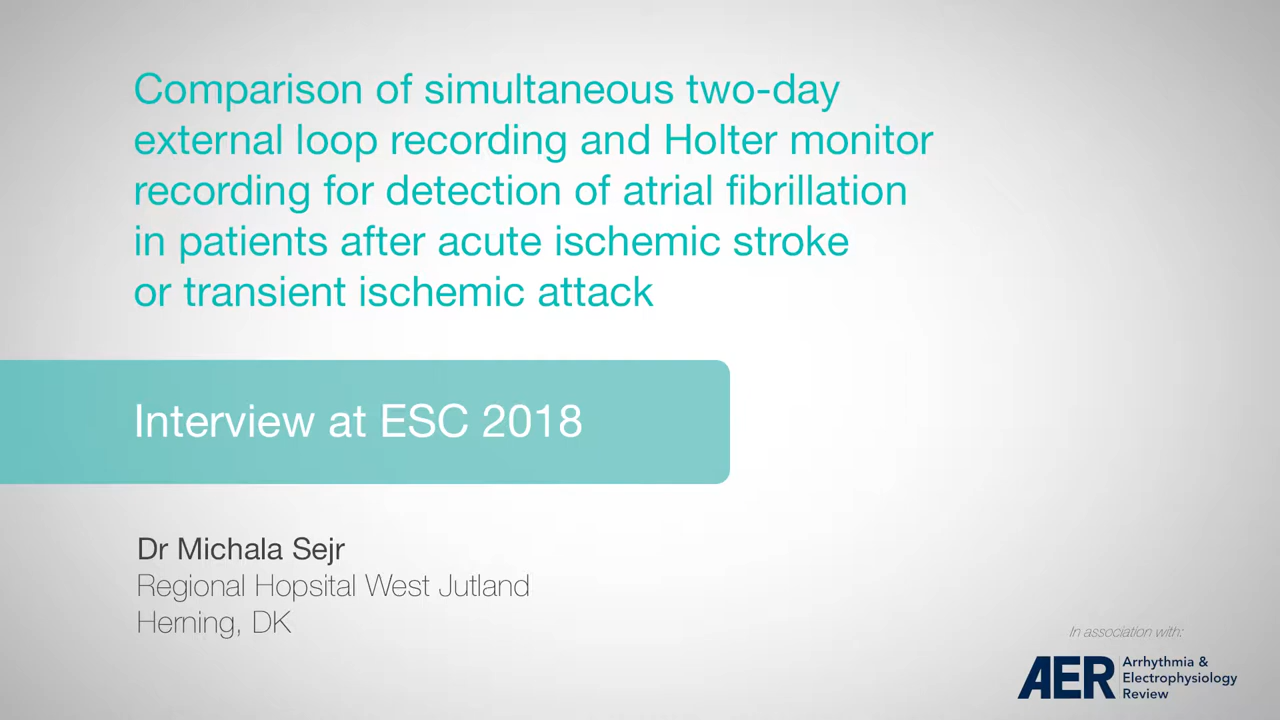 Comparison of simultaneous two-day
external loop recording and Holter monitor
recording for detection of atrial fibrillation
in patients after acute ischemic stroke
or transient ischemic attack
Interview at ESC 2018
Dr Michala Sejr
Regional Hopsital West Jutland
Herning, DK
In association with:
AER
Arrhythmia &
Electrophysiology
Review